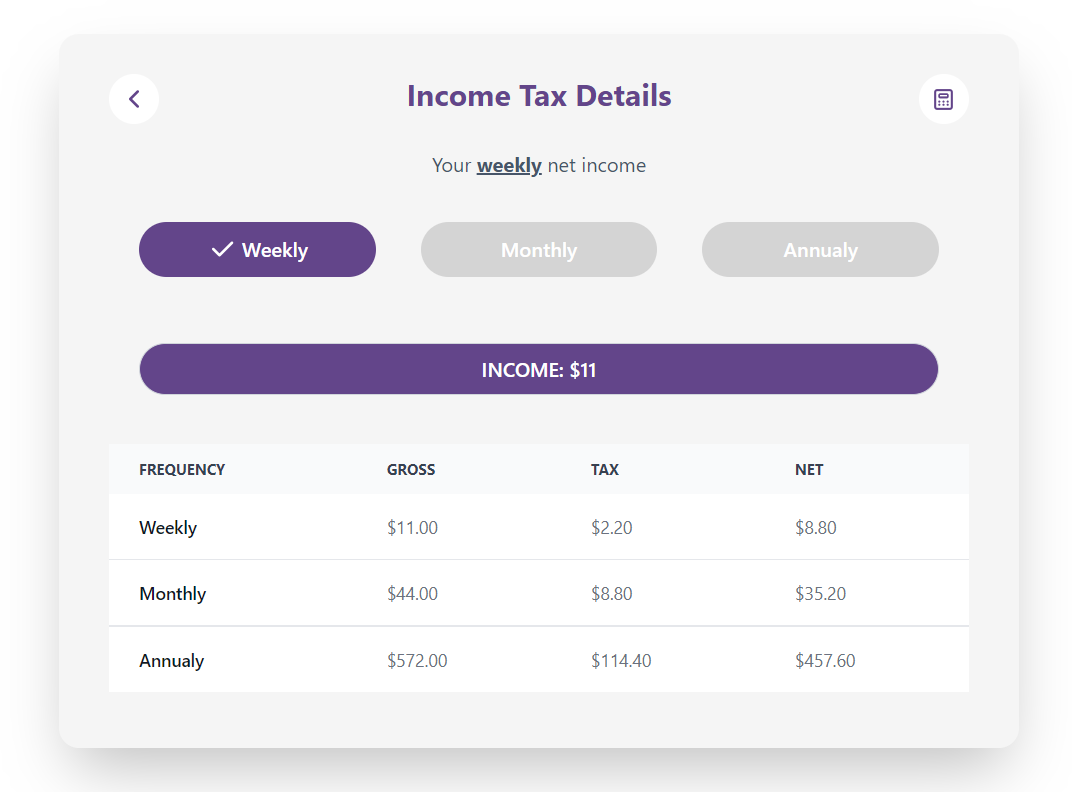 Income Tax Details
Your weekly net income
Weekly Monthly Annualy
INCOME: $11
FREQUENCY GROSS TAX NET
Weekly $11.00 $2.20 $8.80
Monthly $44.00 $8.80 $35.20
Annualy $572.00 $114.40 $457.60